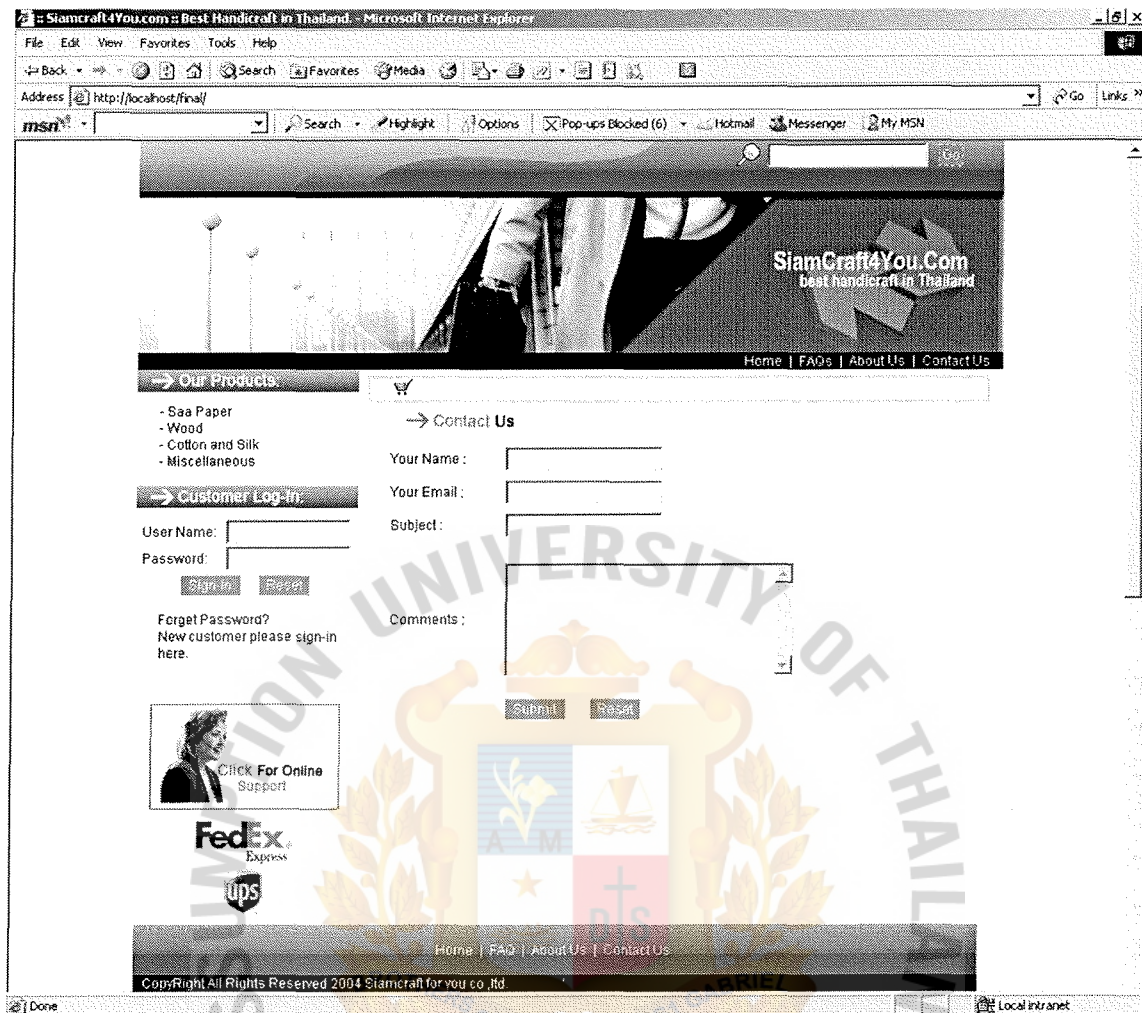 :: Siamcraft4You.com :: Best Handicraft in Thailand. - Microsoft Internet Explorer
File Edit View Favorites Tools Help
Back Search Favorites Media
Address http://localhost/final/ Go Links »
msn Search Highlight Options Pop-ups Blocked (6) Hotmail Messenger My MSN
Go
SiamCraft4You.Com
best handicraft in Thailand
Home | FAQs | About Us | Contact Us
Our Products
- Saa Paper
- Wood
- Cotton and Silk
- Miscellaneous
Customer Log-In:
User Name:
Password:
Sign-In Reset
Forget Password?
New customer please sign-in
here.
Click For Online
Support
FedEx
Express
ups
Contact Us
Your Name :
Your Email :
Subject :
Comments :
Submit Reset
Home | FAQ | About Us | Contact Us
CopyRight All Rights Reserved 2004 Siamcraft for you co ,ltd.
Done Local intranet
UNIVERSITY OF THAILAN
A M
D S
GABRIEL